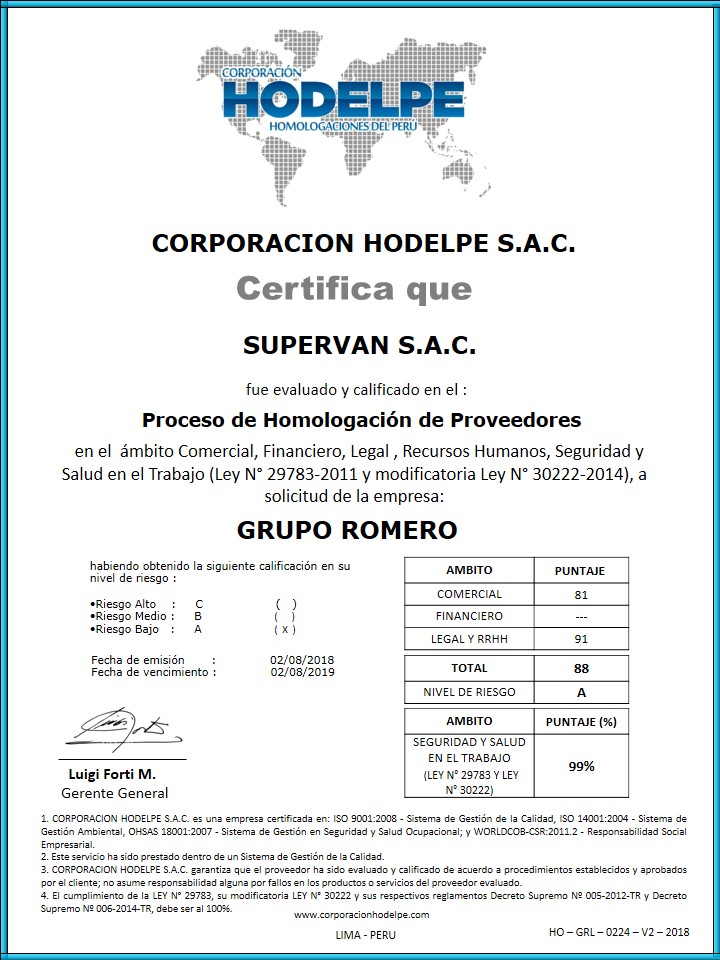 CORPORACIÓN
HODELPE
HOMOLOGACIONES DEL PERU
CORPORACION HODELPE S.A.C.
Certifica que
SUPERVAN S.A.C.
fue evaluado y calificado en el :
Proceso de Homologación de Proveedores
en el ámbito Comercial, Financiero, Legal , Recursos Humanos, Seguridad y
Salud en el Trabajo (Ley N° 29783-2011 y modificatoria Ley N° 30222-2014), a
solicitud de la empresa:
GRUPO ROMERO
habiendo obtenido la siguiente calificación en su
nivel de riesgo :
•Riesgo Alto : C ( )
•Riesgo Medio : B ( )
•Riesgo Bajo : A ( X )
Fecha de emisión : 02/08/2018
Fecha de vencimiento : 02/08/2019
Luigi Forti M.
Gerente General
AMBITO PUNTAJE
COMERCIAL 81
FINANCIERO ---
LEGAL Y RRHH 91
TOTAL 88
NIVEL DE RIESGO A
AMBITO PUNTAJE (%)
SEGURIDAD Y SALUD
EN EL TRABAJO
(LEY N° 29783 Y LEY
N° 30222)
99%
1. CORPORACION HODELPE S.A.C. es una empresa certificada en: ISO 9001:2008 - Sistema de Gestión de la Calidad, ISO 14001:2004 - Sistema de
Gestión Ambiental, OHSAS 18001:2007 - Sistema de Gestión en Seguridad y Salud Ocupacional; y WORLDCOB-CSR:2011.2 - Responsabilidad Social
Empresarial.
2. Este servicio ha sido prestado dentro de un Sistema de Gestión de la Calidad.
3. CORPORACION HODELPE S.A.C. garantiza que el proveedor ha sido evaluado y calificado de acuerdo a procedimientos establecidos y aprobados
por el cliente; no asume responsabilidad alguna por fallos en los productos o servicios del proveedor evaluado.
4. El cumplimiento de la LEY N° 29783, su modificatoria LEY N° 30222 y sus respectivos reglamentos Decreto Supremo Nº 005-2012-TR y Decreto
Supremo Nº 006-2014-TR, debe ser al 100%.
www.corporacionhodelpe.com
LIMA - PERU
HO – GRL – 0224 – V2 – 2018